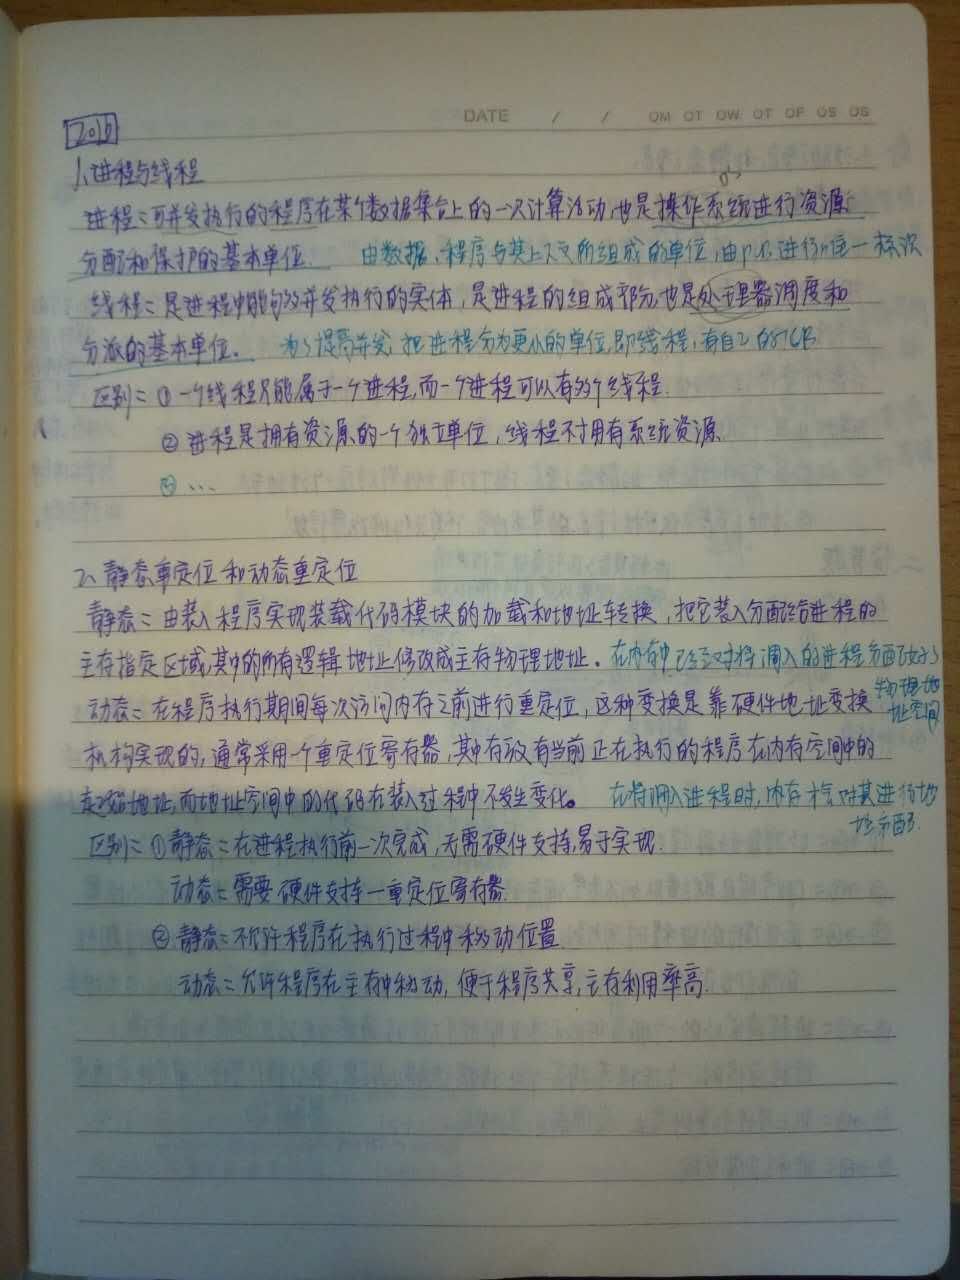 DATE / / OM OT OW OT OF OS OS
2016
1、进程与线程
OS
进程：可并发执行的程序在某个数据集合上的一次计算活动，也是操作系统进行资源
分配和保护的基本单位. 由数据、程序与其上下文所组成的单位，由 进行唯一标识
线程：是进程中能够并发执行的实体，是进程的组成部分，也是处理器调度和
分派的基本单位。 为了提高并发，把进程分为更小的单位，即线程，有自己的TCB
区别：① 一个线程只能属于一个进程，而一个进程可以有多个线程.
② 进程是拥有资源的一个独立单位，线程不拥有系统资源.
③ ...
2、静态重定位和动态重定位
静态：由装入程序实现装载代码模块的加载和地址转换，把它装入分配给进程的
主存指定区域，其中的所有逻辑地址修改成主存物理地址。在内存中已经对将调入的进程分配好了
物理地
址空间
动态：在程序执行期间每次访问内存之前进行重定位，这种变换是靠硬件地址变换
机构实现的，通常采用一个重定位寄存器，其中存放有当前正在执行的程序在内存空间中的
起始地址，而地址空间中的代码在装入过程中不发生变化。 在将调入进程时，内存才会对其进行地
址分配.
区别：①静态：在进程执行前一次完成，无需硬件支持，易于实现.
动态：需要硬件支持—重定位寄存器.
② 静态：不允许程序在执行过程中移动位置.
动态：允许程序在主存中移动，便于程序共享，主存利用率高.